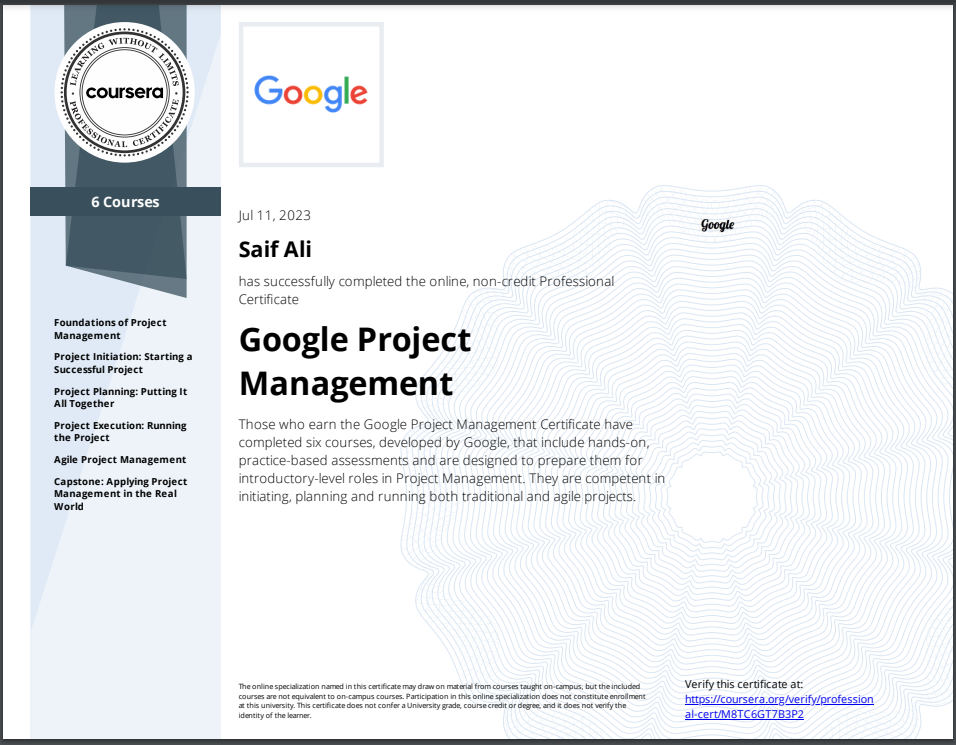 LEARNING WITHOUT LIMITS
coursera
PROFESSIONAL CERTIFICATE
6 Courses
Foundations of Project
Management
Project Initiation: Starting a
Successful Project
Project Planning: Putting It
All Together
Project Execution: Running
the Project
Agile Project Management
Capstone: Applying Project
Management in the Real
World
Google
Jul 11, 2023
Google
Saif Ali
has successfully completed the online, non-credit Professional
Certificate
Google Project
Management
Those who earn the Google Project Management Certificate have
completed six courses, developed by Google, that include hands-on,
practice-based assessments and are designed to prepare them for
introductory-level roles in Project Management. They are competent in
initiating, planning and running both traditional and agile projects.
The online specialization named in this certificate may draw on material from courses taught on-campus, but the included
courses are not equivalent to on-campus courses. Participation in this online specialization does not constitute enrollment
at this university. This certificate does not confer a University grade, course credit or degree, and it does not verify the
identity of the learner.
Verify this certificate at:
https://coursera.org/verify/profession
al-cert/M8TC6GT7B3P2